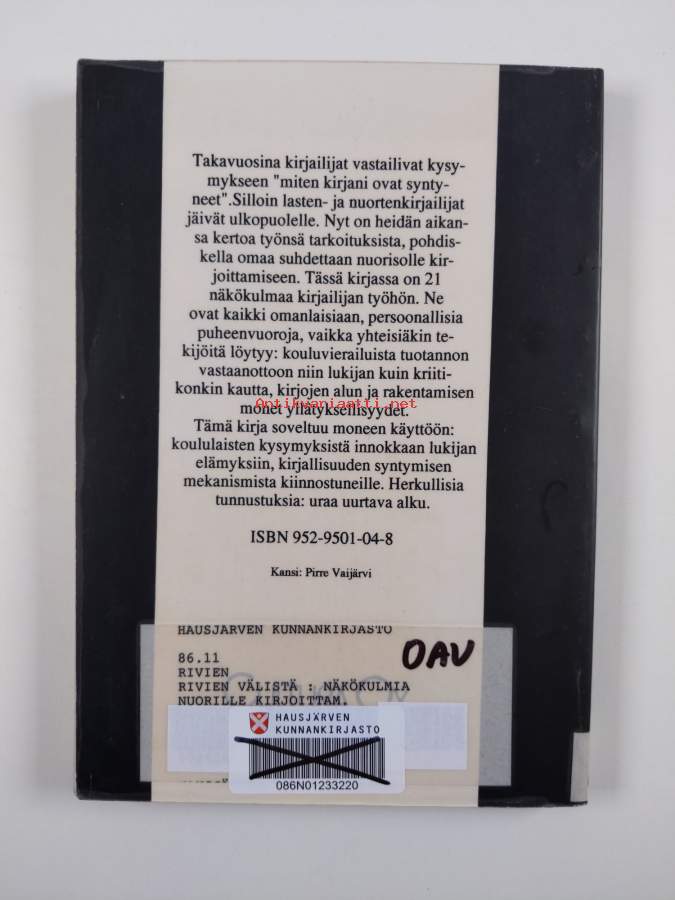 Takavuosina kirjailijat vastailivat kysy-
mykseen "miten kirjani ovat synty-
neet".Silloin lasten- ja nuortenkirjailijat
jäivät ulkopuolelle. Nyt on heidän aikan-
sa kertoa työnsä tarkoituksista, pohdis-
kella omaa suhdettaan nuorisolle kir-
joittamiseen. Tässä kirjassa on 21
näkökulmaa kirjailijan työhön. Ne
ovat kaikki omanlaisiaan, persoonallisia
puheenvuoroja, vaikka yhteisiäkin te-
kijöitä löytyy: kouluvierailuista tuotannon
vastaanottoon niin lukijan kuin kriiti-
konkin kautta, kirjojen alun ja rakentamisen
Antikvariaatti.net
monet yllätyksellisyydet.
Tämä kirja soveltuu moneen käyttöön:
koululaisten kysymyksistä innokkaan lukijan
elämyksiin, kirjallisuuden syntymisen
mekanismista kiinnostuneille. Herkullisia
tunnustuksia: uraa uurtava alku.
ISBN 952-9501-04-8
Kansi: Pirre Vaijärvi
HAUSJÄRVEN KUNNANKIRJASTO
OAV
86.11
RIVIEN
RIVIEN VÄLISTÄ : NÄKÖKULMIA
NUORILLE KIRJOITTAM.
HAUSJÄRVEN
KUNNANKIRJASTO
086N01233220